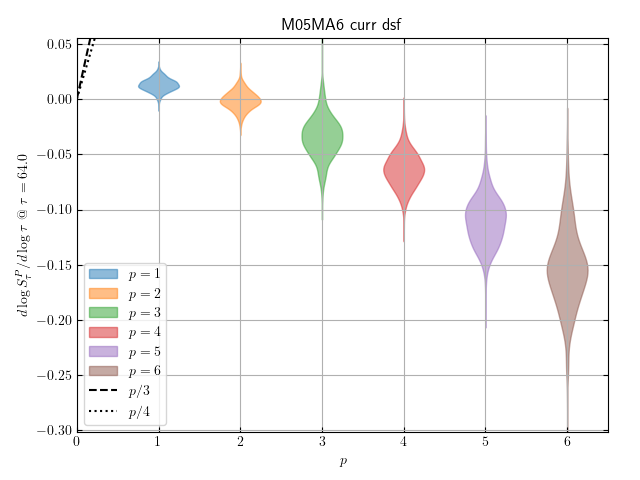 M05MA6 curr dsf
0.05
0.00
−0.05
−0.10
−0.15
−0.20
−0.25
−0.30
d log S_τ^P / d log τ @ τ = 64.0
p = 1
p = 2
p = 3
p = 4
p = 5
p = 6
p/3
p/4
0 1 2 3 4 5 6
p